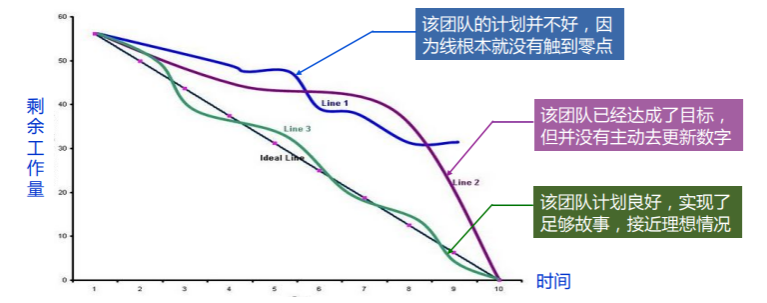 60
50
40
30
20
10
0
剩余工作量
1
2
3
4
5
6
7
8
9
10
时间
Line 1
Line 2
Line 3
Ideal Line
该团队的计划并不好，因
为线根本就没有触到零点
该团队已经达成了目标，
但并没有主动去更新数字
该团队计划良好，实现了
足够故事，接近理想情况